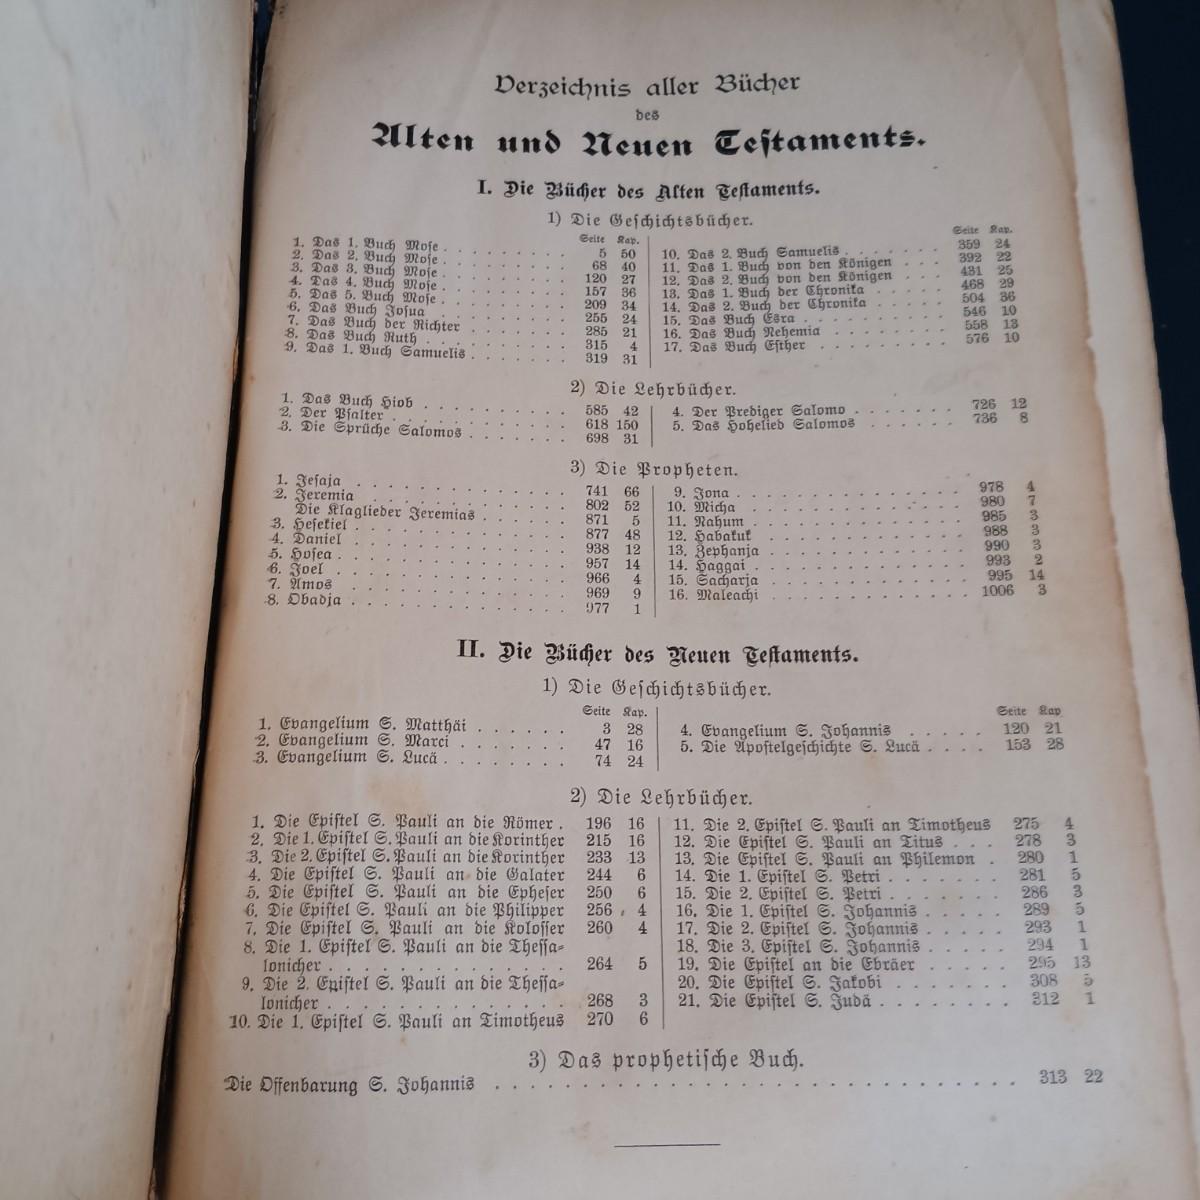 Verzeichnis aller Bücher
des
Alten und Neuen Testaments.
I. Die Bücher des Alten Testaments.
1) Die Geschichtsbücher.
Seite Kap.
1. Das 1. Buch Mose . . . 5 50
2. Das 2. Buch Mose . . . 68 40
3. Das 3. Buch Mose . . . 120 27
4. Das 4. Buch Mose . . . 157 36
5. Das 5. Buch Mose . . . 209 34
6. Das Buch Josua . . . 255 24
7. Das Buch der Richter . . . 285 21
8. Das Buch Ruth . . . 315 4
9. Das 1. Buch Samuelis . . . 319 31
Seite Kap.
10. Das 2. Buch Samuelis . . . 359 24
11. Das 1. Buch von den Königen . . . 392 22
12. Das 2. Buch von den Königen . . . 431 25
13. Das 1. Buch der Chronika . . . 468 29
14. Das 2. Buch der Chronika . . . 504 36
15. Das Buch Esra . . . 546 10
16. Das Buch Nehemia . . . 558 13
17. Das Buch Esther . . . 576 10
2) Die Lehrbücher.
1. Das Buch Hiob . . . 585 42
2. Der Psalter . . . 618 150
3. Die Sprüche Salomos . . . 698 31
4. Der Prediger Salomo . . . 726 12
5. Das Hohelied Salomos . . . 736 8
3) Die Propheten.
1. Jesaja . . . 741 66
2. Jeremia . . . 802 52
Die Klaglieder Jeremias . . . 871 5
3. Hesekiel . . . 877 48
4. Daniel . . . 938 12
5. Hosea . . . 957 14
6. Joel . . . 966 4
7. Amos . . . 969 9
8. Obadja . . . 977 1
9. Jona . . . 978 4
10. Micha . . . 980 7
11. Nahum . . . 985 3
12. Habakuk . . . 988 3
13. Zephanja . . . 990 3
14. Haggai . . . 993 2
15. Sacharja . . . 995 14
16. Maleachi . . . 1006 3
II. Die Bücher des Neuen Testaments.
1) Die Geschichtsbücher.
Seite Kap.
1. Evangelium S. Matthäi . . . 3 28
2. Evangelium S. Marci . . . 47 16
3. Evangelium S. Lucä . . . 74 24
Seite Kap
4. Evangelium S. Johannis . . . 120 21
5. Die Apostelgeschichte S. Lucä . . . 153 28
2) Die Lehrbücher.
1. Die Epistel S. Pauli an die Römer . 196 16
2. Die 1. Epistel S. Pauli an die Korinther 215 16
3. Die 2. Epistel S. Pauli an die Korinther 233 13
4. Die Epistel S. Pauli an die Galater 244 6
5. Die Epistel S. Pauli an die Epheser 250 6
6. Die Epistel S. Pauli an die Philipper 256 4
7. Die Epistel S. Pauli an die Kolosser 260 4
8. Die 1. Epistel S. Pauli an die Thessa-
lonicher . . . 264 5
9. Die 2. Epistel S. Pauli an die Thessa-
lonicher . . . 268 3
10. Die 1. Epistel S. Pauli an Timotheus 270 6
11. Die 2. Epistel S. Pauli an Timotheus 275 4
12. Die Epistel S. Pauli an Titus . . . 278 3
13. Die Epistel S. Pauli an Philemon . 280 1
14. Die 1. Epistel S. Petri . . . 281 5
15. Die 2. Epistel S. Petri . . . 286 3
16. Die 1. Epistel S. Johannis . . . 289 5
17. Die 2. Epistel S. Johannis . . . 293 1
18. Die 3. Epistel S. Johannis . . . 294 1
19. Die Epistel an die Ebräer . . . 295 13
20. Die Epistel S. Jakobi . . . 308 5
21. Die Epistel S. Judä . . . 312 1
3) Das prophetische Buch.
Die Offenbarung S. Johannis . . . 313 22